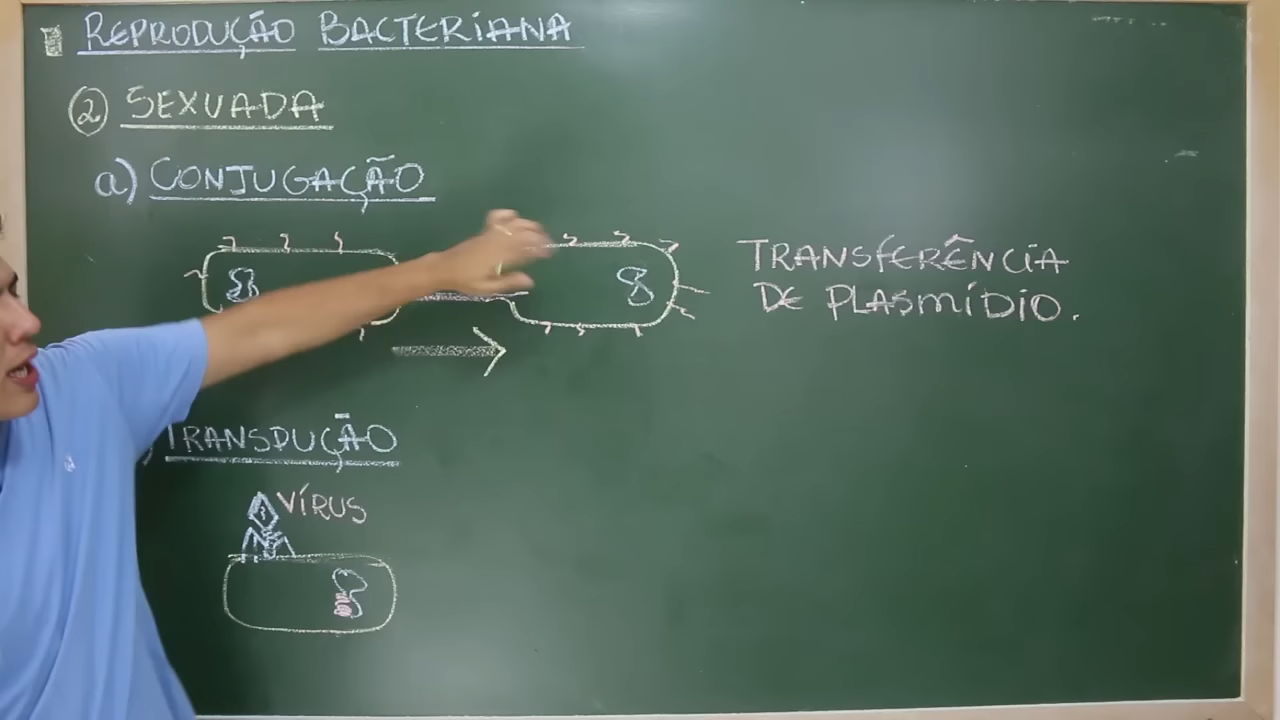 REPRODUÇÃO BACTERIANA
2 SEXUADA
a) CONJUGAÇÃO
TRANSFERÊNCIA
DE PLASMÍDIO.
) TRANSDUÇÃO
VÍRUS